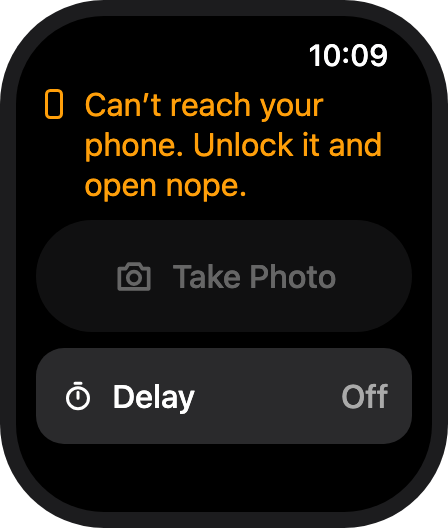 10:09
Can’t reach your
phone. Unlock it and
open nope.
Take Photo
Delay Off